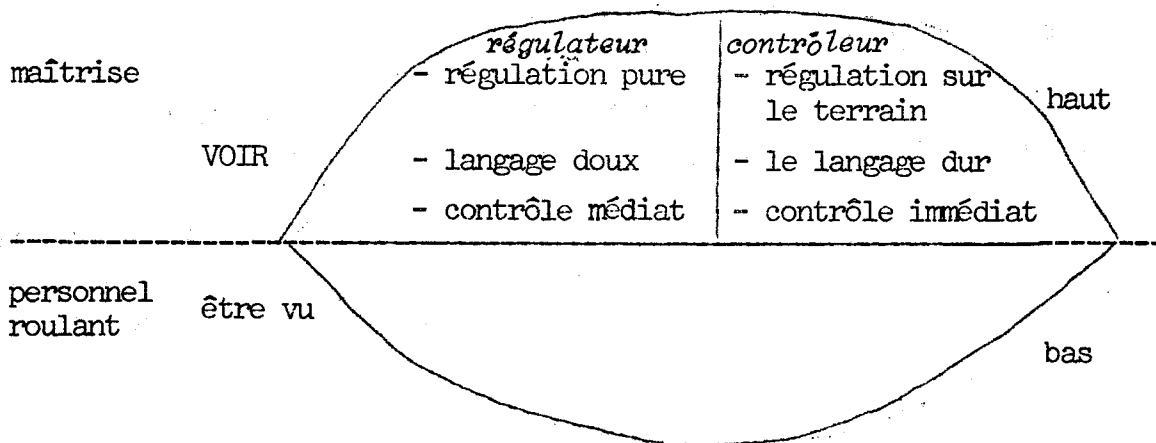 régulateur contrôleur
maîtrise - régulation pure - régulation sur
le terrain haut
VOIR - langage doux - le langage dur
- contrôle médiat - contrôle immédiat
personnel être vu
roulant
bas